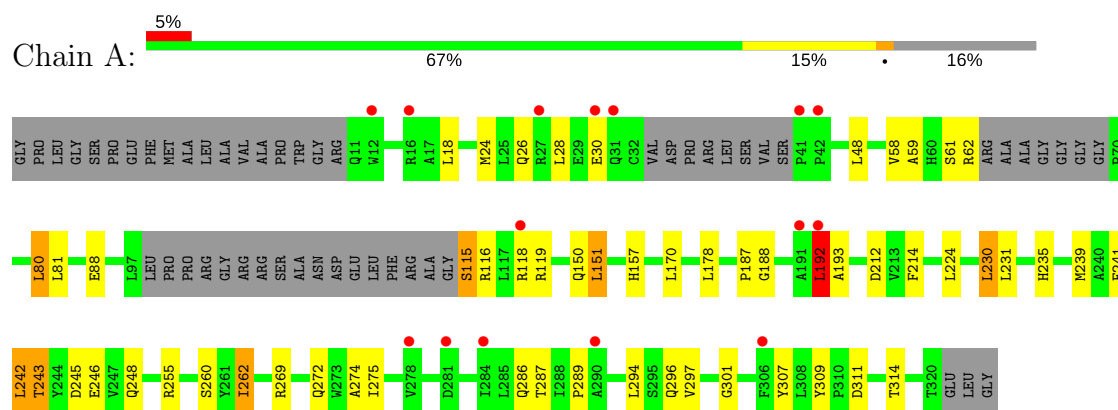 5%
Chain A:
67% 15% • 16%
GLY PRO LEU GLY SER PRO GLU PHE MET ALA LEU ALA VAL ALA PRO TRP GLY ARG Q11 W12 R16 A17 L18 M24 L25 Q26 R27 L28 E29 E30 Q31 C32 VAL ASP PRO ARG LEU SER VAL SER P41 P42 L48 V58 A59 H60 S61 R62 ARG ALA ALA GLY GLY GLY GLY
L80 L81 E88 L97 LEU PRO PRO ARG GLY ARG ARG SER ALA ASN ASP GLU LEU PHE ARG ALA GLY S115 R116 L117 R118 R119 Q150 L151 H157 L170 L178 P187 G188 A191 L192 A193 D212 V213 F214 L224 L230 L231 H235 M239 A240
L242 T243 Y244 D245 E246 V247 Q248 R255 S260 Y261 I262 R269 Q272 W273 A274 I275 V278 D281 I284 L285 Q286 T287 I288 P289 A290 L294 S295 Q296 V297 G301 F306 Y307 L308 Y309 P310 D311 T314 T320 GLU LEU GLY